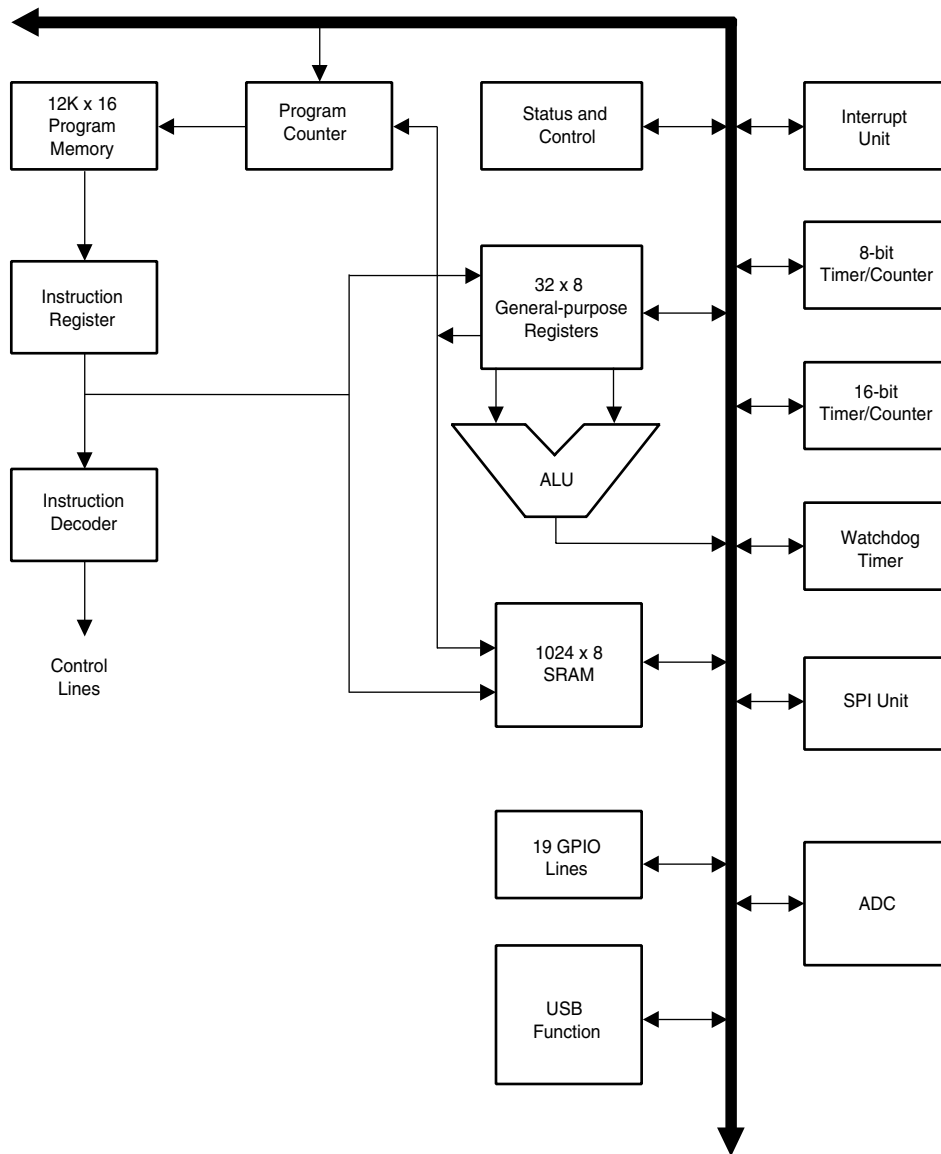 12K x 16
Program
Memory
Program
Counter
Status and
Control
Interrupt
Unit
Instruction
Register
32 x 8
General-purpose
Registers
8-bit
Timer/Counter
16-bit
Timer/Counter
Instruction
Decoder
ALU
Watchdog
Timer
Control
Lines
1024 x 8
SRAM
SPI Unit
19 GPIO
Lines
ADC
USB
Function